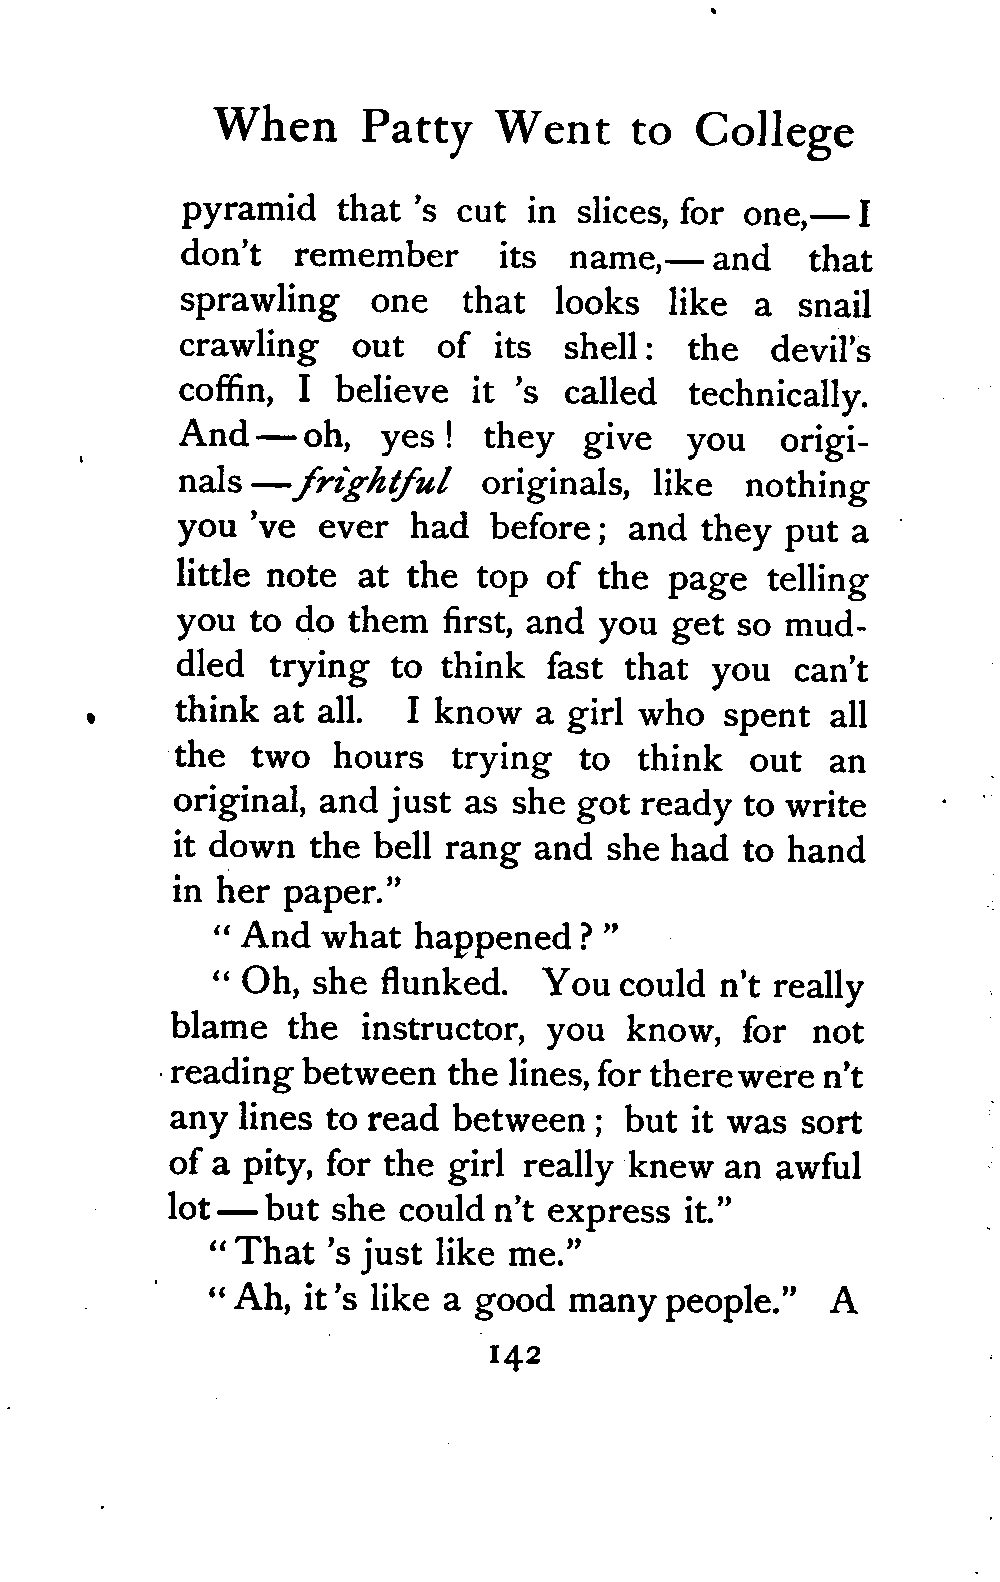 When Patty Went to College
pyramid that 's cut in slices, for one,— I
don't remember its name,— and that
sprawling one that looks like a snail
crawling out of its shell: the devil's
coffin, I believe it 's called technically.
And — oh, yes! they give you origi-
nals — frightful originals, like nothing
you 've ever had before; and they put a
little note at the top of the page telling
you to do them first, and you get so mud-
dled trying to think fast that you can't
think at all. I know a girl who spent all
the two hours trying to think out an
original, and just as she got ready to write
it down the bell rang and she had to hand
in her paper."
"And what happened?"
"Oh, she flunked. You could n't really
blame the instructor, you know, for not
reading between the lines, for there were n't
any lines to read between; but it was sort
of a pity, for the girl really knew an awful
lot — but she could n't express it."
"That 's just like me."
"Ah, it 's like a good many people." A
142